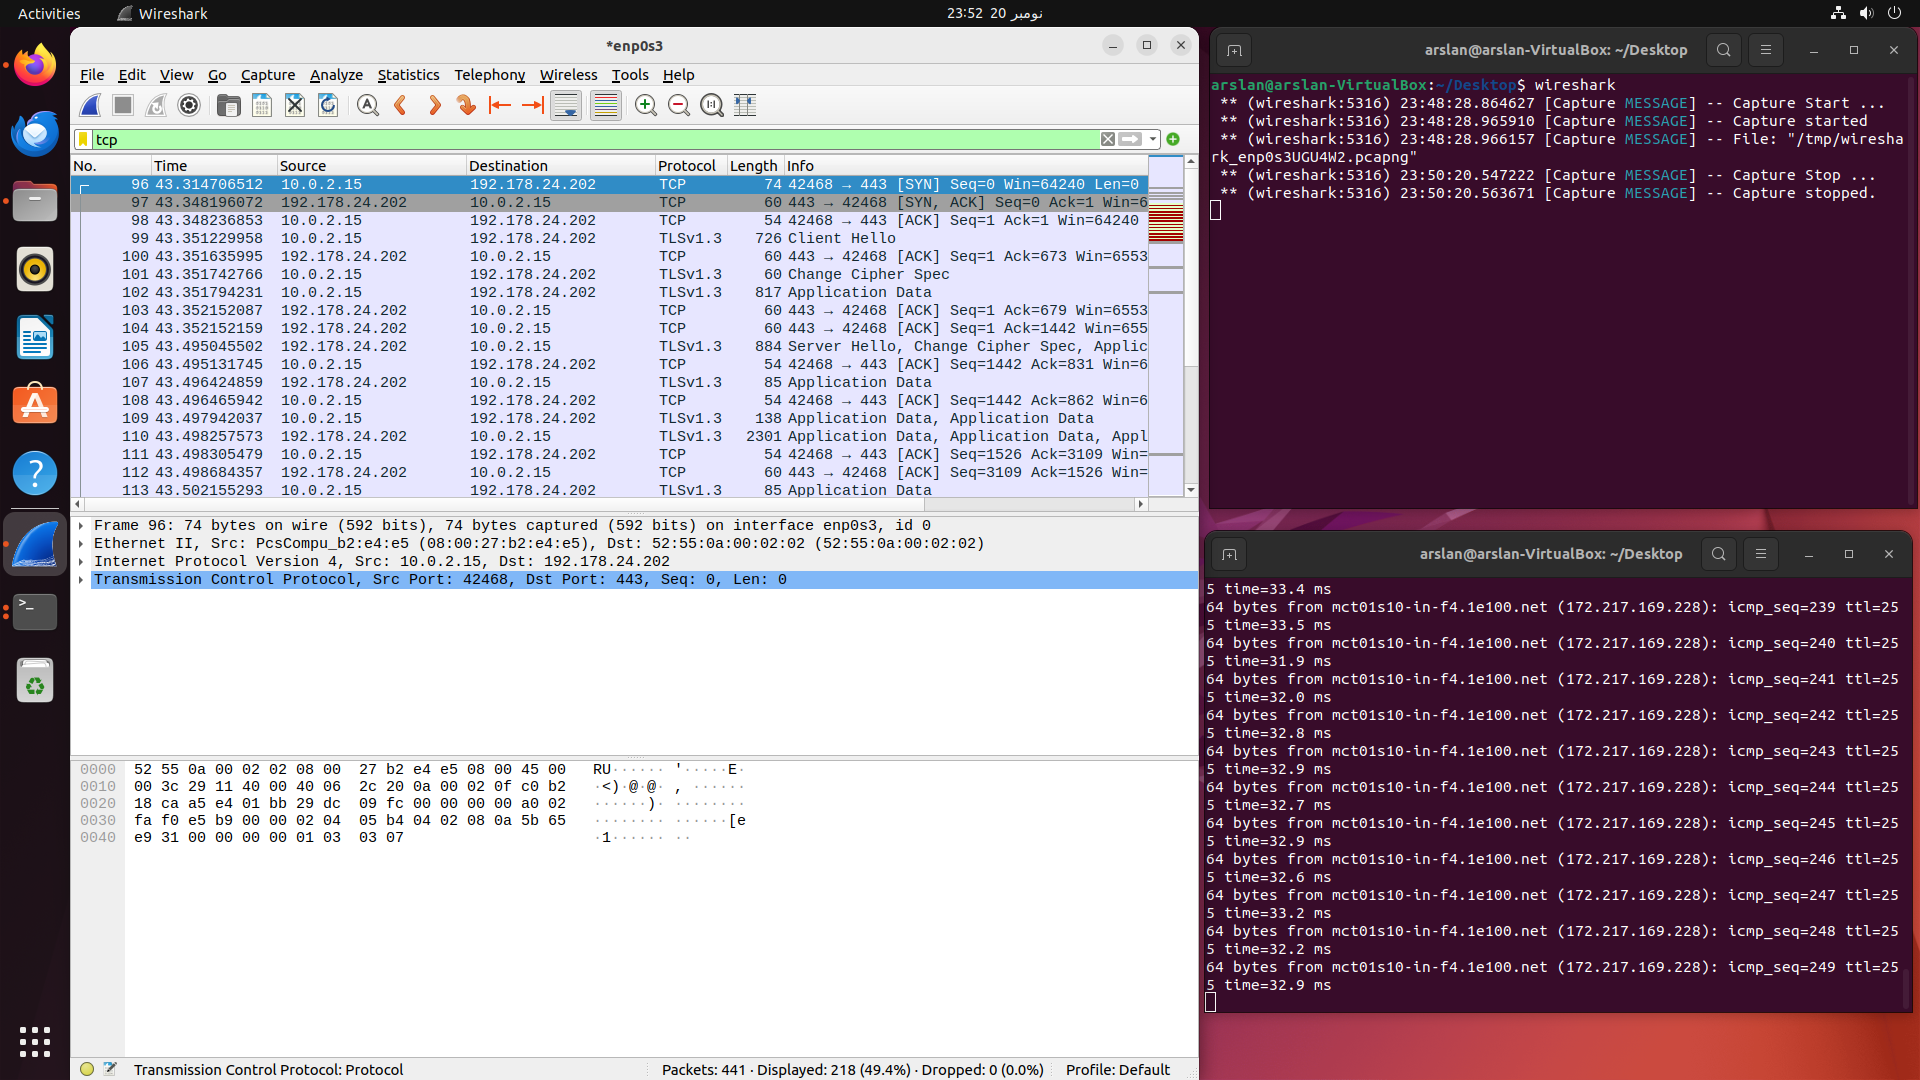 Activities
Wireshark
23:52 20 نومبر
*enp0s3
File Edit View Go Capture Analyze Statistics Telephony Wireless Tools Help
tcp
No. Time Source Destination Protocol Length Info
96 43.314706512 10.0.2.15 192.178.24.202 TCP 74 42468 → 443 [SYN] Seq=0 Win=64240 Len=0
97 43.348196072 192.178.24.202 10.0.2.15 TCP 60 443 → 42468 [SYN, ACK] Seq=0 Ack=1 Win=6
98 43.348236853 10.0.2.15 192.178.24.202 TCP 54 42468 → 443 [ACK] Seq=1 Ack=1 Win=64240
99 43.351229958 10.0.2.15 192.178.24.202 TLSv1.3 726 Client Hello
100 43.351635995 192.178.24.202 10.0.2.15 TCP 60 443 → 42468 [ACK] Seq=1 Ack=673 Win=6553
101 43.351742766 10.0.2.15 192.178.24.202 TLSv1.3 60 Change Cipher Spec
102 43.351794231 10.0.2.15 192.178.24.202 TLSv1.3 817 Application Data
103 43.352152087 192.178.24.202 10.0.2.15 TCP 60 443 → 42468 [ACK] Seq=1 Ack=679 Win=6553
104 43.352152159 192.178.24.202 10.0.2.15 TCP 60 443 → 42468 [ACK] Seq=1 Ack=1442 Win=655
105 43.495045502 192.178.24.202 10.0.2.15 TLSv1.3 884 Server Hello, Change Cipher Spec, Applic
106 43.495131745 10.0.2.15 192.178.24.202 TCP 54 42468 → 443 [ACK] Seq=1442 Ack=831 Win=6
107 43.496424859 192.178.24.202 10.0.2.15 TLSv1.3 85 Application Data
108 43.496465942 10.0.2.15 192.178.24.202 TCP 54 42468 → 443 [ACK] Seq=1442 Ack=862 Win=6
109 43.497942037 10.0.2.15 192.178.24.202 TLSv1.3 138 Application Data, Application Data
110 43.498257573 192.178.24.202 10.0.2.15 TLSv1.3 2301 Application Data, Application Data, Appl
111 43.498305479 10.0.2.15 192.178.24.202 TCP 54 42468 → 443 [ACK] Seq=1526 Ack=3109 Win=
112 43.498684357 192.178.24.202 10.0.2.15 TCP 60 443 → 42468 [ACK] Seq=3109 Ack=1526 Win=
113 43.502155293 10.0.2.15 192.178.24.202 TLSv1.3 85 Application Data
Frame 96: 74 bytes on wire (592 bits), 74 bytes captured (592 bits) on interface enp0s3, id 0
Ethernet II, Src: PcsCompu_b2:e4:e5 (08:00:27:b2:e4:e5), Dst: 52:55:0a:00:02:02 (52:55:0a:00:02:02)
Internet Protocol Version 4, Src: 10.0.2.15, Dst: 192.178.24.202
Transmission Control Protocol, Src Port: 42468, Dst Port: 443, Seq: 0, Len: 0
0000 52 55 0a 00 02 02 08 00 27 b2 e4 e5 08 00 45 00 RU······ '·····E·
0010 00 3c 29 11 40 00 40 06 2c 20 0a 00 02 0f c0 b2 ·<)·@·@· , ······
0020 18 ca a5 e4 01 bb 29 dc 09 fc 00 00 00 00 a0 02 ······)· ········
0030 fa f0 e5 b9 00 00 02 04 05 b4 04 02 08 0a 5b 65 ········ ······[e
0040 e9 31 00 00 00 00 01 03 03 07 ·1······ ··
Transmission Control Protocol: Protocol
Packets: 441 · Displayed: 218 (49.4%) · Dropped: 0 (0.0%)
Profile: Default
arslan@arslan-VirtualBox: ~/Desktop
arslan@arslan-VirtualBox:~/Desktop$ wireshark
** (wireshark:5316) 23:48:28.864627 [Capture MESSAGE] -- Capture Start ...
** (wireshark:5316) 23:48:28.965910 [Capture MESSAGE] -- Capture started
** (wireshark:5316) 23:48:28.966157 [Capture MESSAGE] -- File: "/tmp/wiresha
rk_enp0s3UGU4W2.pcapng"
** (wireshark:5316) 23:50:20.547222 [Capture MESSAGE] -- Capture Stop ...
** (wireshark:5316) 23:50:20.563671 [Capture MESSAGE] -- Capture stopped.
arslan@arslan-VirtualBox: ~/Desktop
5 time=33.4 ms
64 bytes from mct01s10-in-f4.1e100.net (172.217.169.228): icmp_seq=239 ttl=25
5 time=33.5 ms
64 bytes from mct01s10-in-f4.1e100.net (172.217.169.228): icmp_seq=240 ttl=25
5 time=31.9 ms
64 bytes from mct01s10-in-f4.1e100.net (172.217.169.228): icmp_seq=241 ttl=25
5 time=32.0 ms
64 bytes from mct01s10-in-f4.1e100.net (172.217.169.228): icmp_seq=242 ttl=25
5 time=32.8 ms
64 bytes from mct01s10-in-f4.1e100.net (172.217.169.228): icmp_seq=243 ttl=25
5 time=32.9 ms
64 bytes from mct01s10-in-f4.1e100.net (172.217.169.228): icmp_seq=244 ttl=25
5 time=32.7 ms
64 bytes from mct01s10-in-f4.1e100.net (172.217.169.228): icmp_seq=245 ttl=25
5 time=32.9 ms
64 bytes from mct01s10-in-f4.1e100.net (172.217.169.228): icmp_seq=246 ttl=25
5 time=32.6 ms
64 bytes from mct01s10-in-f4.1e100.net (172.217.169.228): icmp_seq=247 ttl=25
5 time=33.2 ms
64 bytes from mct01s10-in-f4.1e100.net (172.217.169.228): icmp_seq=248 ttl=25
5 time=32.2 ms
64 bytes from mct01s10-in-f4.1e100.net (172.217.169.228): icmp_seq=249 ttl=25
5 time=32.9 ms